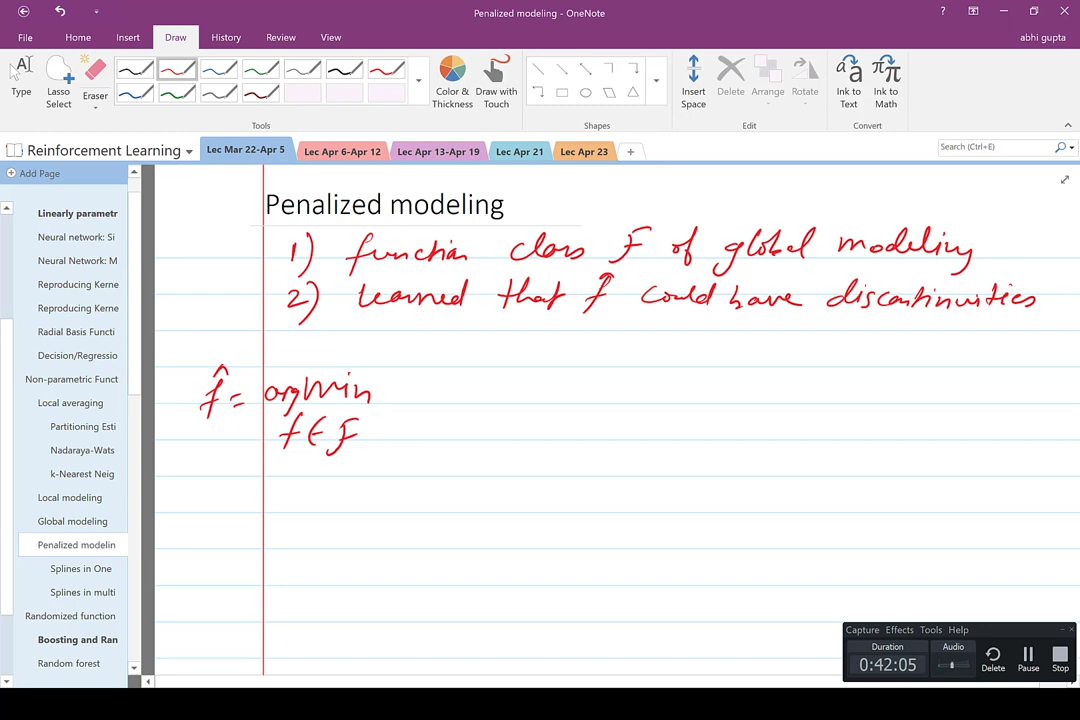 Penalized modeling - OneNote
?
File
Home
Insert
Draw
History
Review
View
abhi gupta
Type
Lasso Select
Eraser
Color & Thickness
Draw with Touch
Insert Space
Delete
Arrange
Rotate
Ink to Text
Ink to Math
Tools
Shapes
Edit
Convert
Reinforcement Learning
Lec Mar 22-Apr 5
Lec Apr 6-Apr 12
Lec Apr 13-Apr 19
Lec Apr 21
Lec Apr 23
+
Search (Ctrl+E)
Add Page
Linearly parametr
Neural network: Si
Neural Network: M
Reproducing Kerne
Reproducing Kerne
Radial Basis Functi
Decision/Regressio
Non-parametric Funct
Local averaging
Partitioning Esti
Nadaraya-Wats
k-Nearest Neig
Local modeling
Global modeling
Penalized modelin
Splines in One
Splines in multi
Randomized function
Boosting and Ran
Random forest
Penalized modeling
1) function class F of global modeling
2) learned that f̂ could have discontinuities
f̂ = argmin
f ∈ F
Capture Effects Tools Help
Duration
0:42:05
Audio
Delete
Pause
Stop